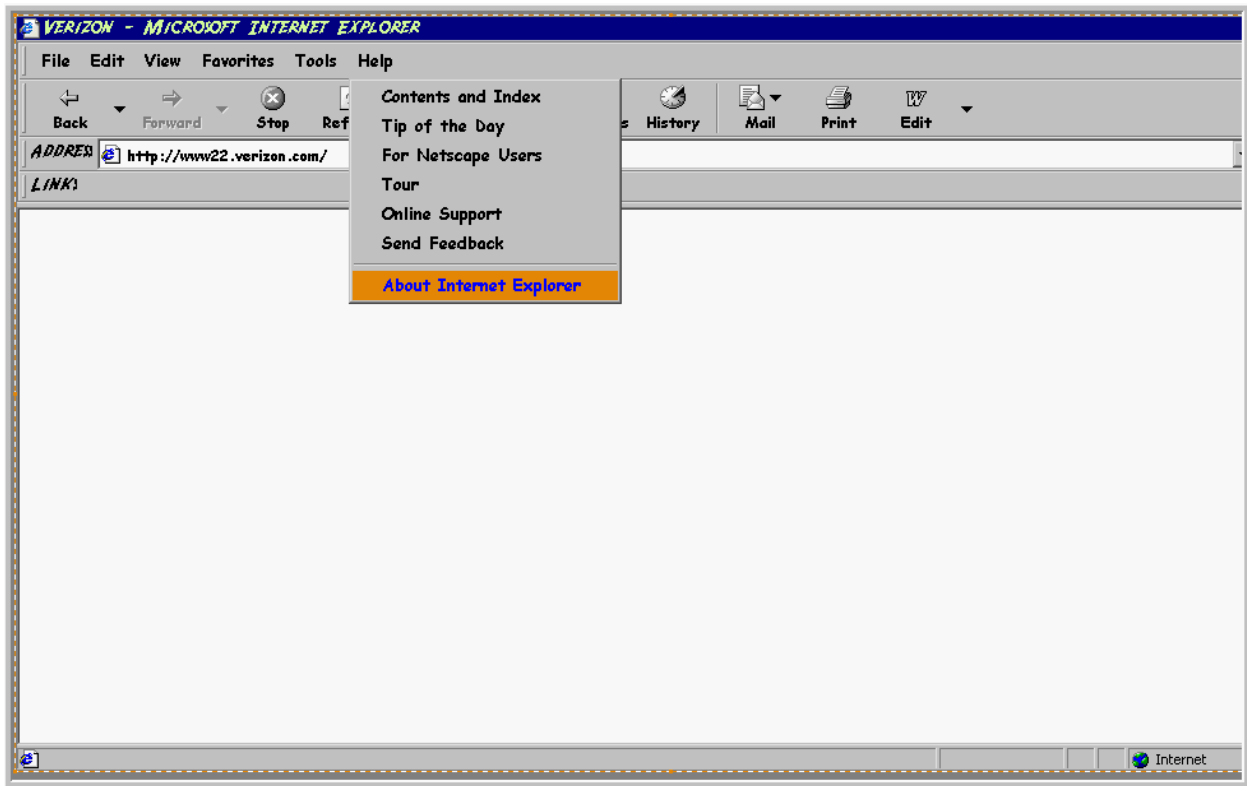 VERIZON - MICROSOFT INTERNET EXPLORER
File Edit View Favorites Tools Help
Back Forward Stop Ref s History Mail Print Edit
ADDRES http://www22.verizon.com/
LINKS
Contents and Index
Tip of the Day
For Netscape Users
Tour
Online Support
Send Feedback
About Internet Explorer
Internet